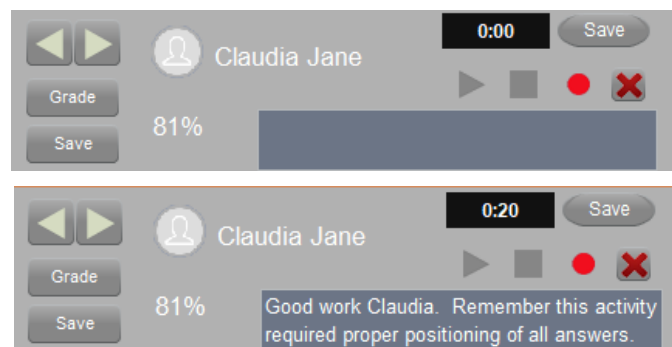 0:00
Save
Claudia Jane
Grade
81%
Save
0:20
Save
Claudia Jane
Grade
81%
Save
Good work Claudia.  Remember this activity
required proper positioning of all answers.